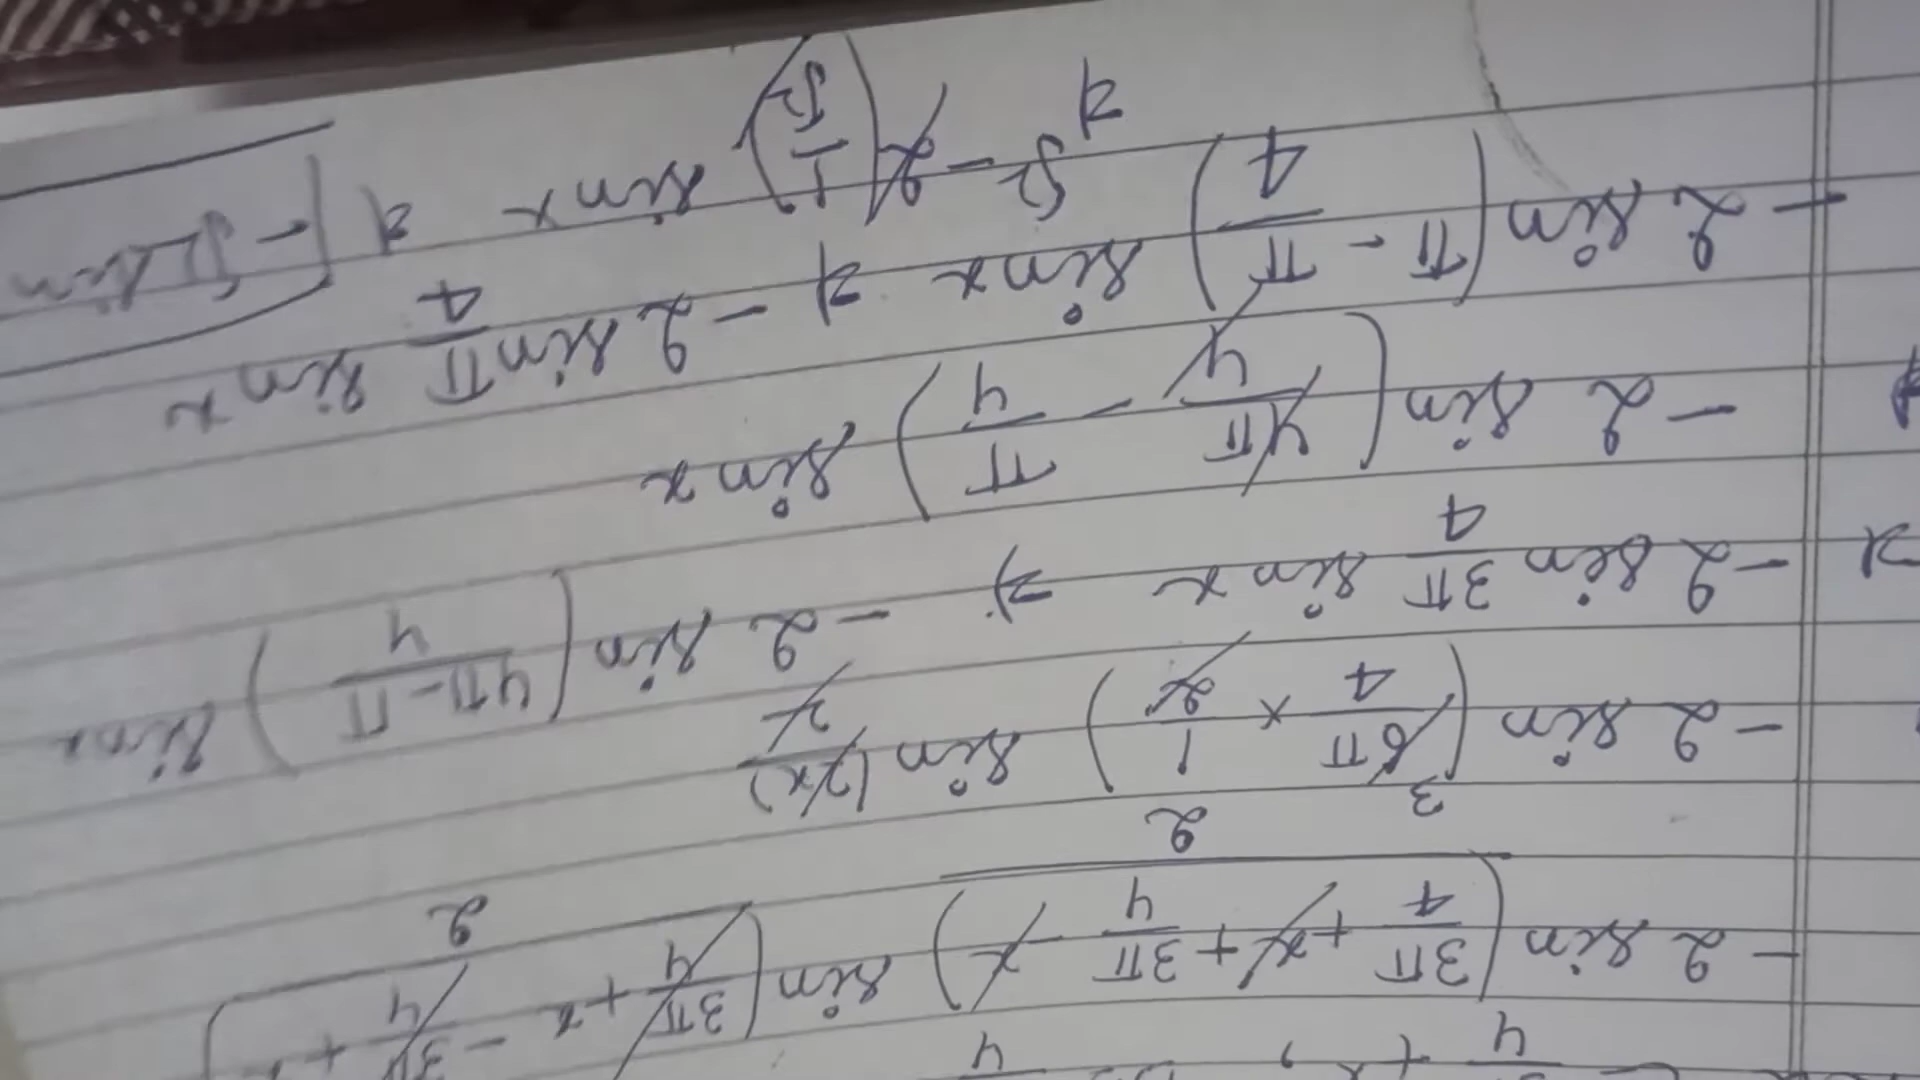 -2 sin (3π/4 + x + 3π/4 - x)/2 sin (3π/4 + x - 3π/4 +)/2
-2 sin (6π/4 × 1/2) sin (2x)/2
3
-2 sin 3π/4 sin x ⇒ -2 sin (4π-π/4) sin x
-2 sin (4π/4 - π/4) sin x
-2 sin (π - π/4) sin x ⇒ -2 sin π/4 sin x
⇒ √2 -2 (1/√2) sin x ⇒ -√2 sin